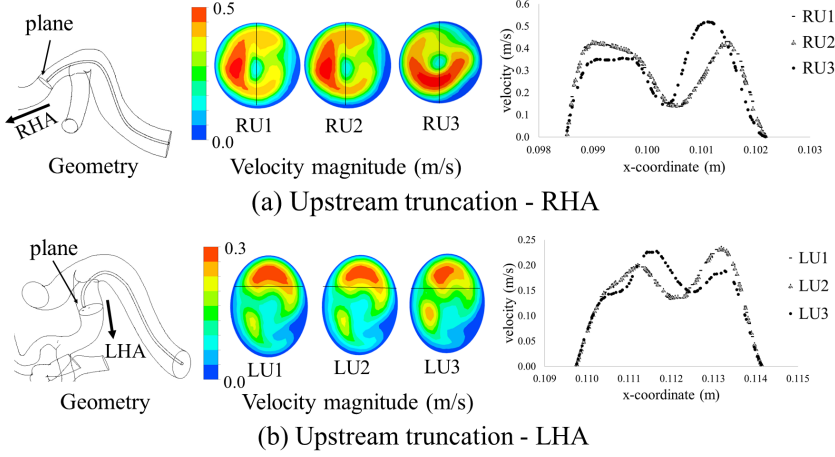 plane
RHA
Geometry
0.5
0.0
RU1 RU2 RU3
Velocity magnitude (m/s)
velocity (m/s)
0.6
0.5
0.4
0.3
0.2
0.1
0.0
0.098 0.099 0.100 0.101 0.102 0.103
x-coordinate (m)
RU1
RU2
RU3
(a) Upstream truncation - RHA
plane
LHA
Geometry
0.3
0.0
LU1 LU2 LU3
Velocity magnitude (m/s)
velocity (m/s)
0.25
0.20
0.15
0.10
0.05
0.00
0.109 0.110 0.111 0.112 0.113 0.114 0.115
x-coordinate (m)
LU1
LU2
LU3
(b) Upstream truncation - LHA